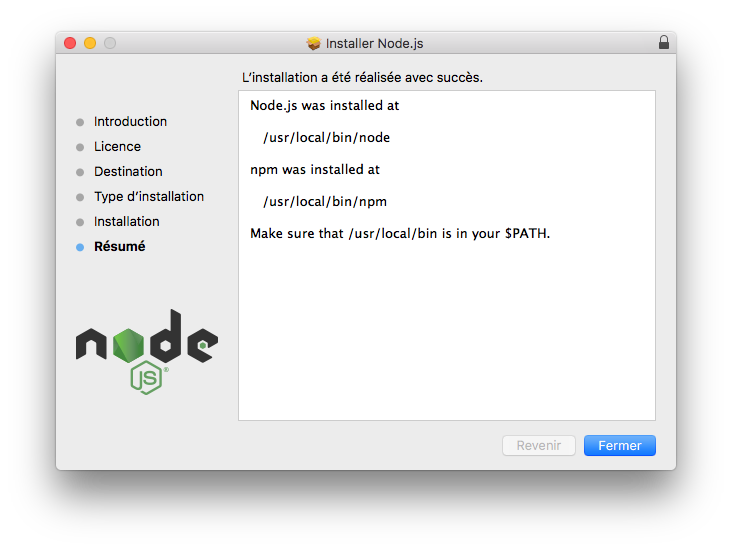 Installer Node.js
L’installation a été réalisée avec succès.
Introduction
Licence
Destination
Type d’installation
Installation
Résumé
Node.js was installed at
/usr/local/bin/node
npm was installed at
/usr/local/bin/npm
Make sure that /usr/local/bin is in your $PATH.
node
JS®
Revenir
Fermer